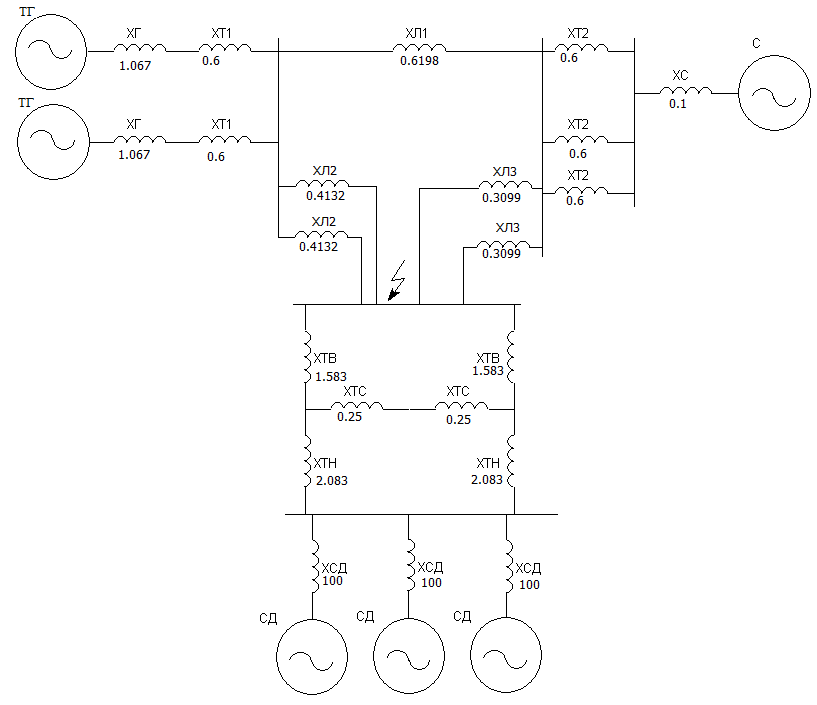 ТГ
ХГ
1.067
ХТ1
0.6
ХЛ1
0.6198
ХТ2
0.6
С
ХС
0.1
ТГ
ХГ
1.067
ХТ1
0.6
ХТ2
0.6
ХТ2
0.6
ХЛ2
0.4132
ХЛ3
0.3099
ХЛ2
0.4132
ХЛ3
0.3099
ХТВ
1.583
ХТВ
1.583
ХТС
0.25
ХТС
0.25
ХТН
2.083
ХТН
2.083
ХСД
100
ХСД
100
ХСД
100
СД
СД
СД